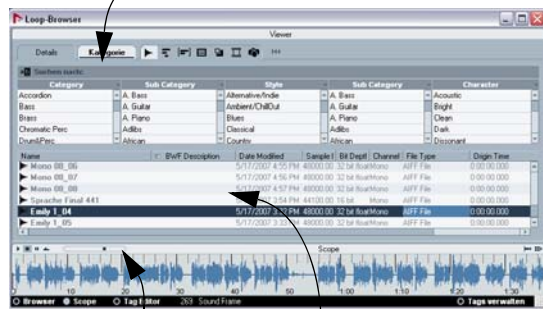 Loop-Browser
Viewer
Details Kategorie
Suchen nach:
Category Sub Category Style Sub Category Character
Accordion A. Bass Alternative/Indie A. Bass Acoustic
Bass A. Guitar Ambient/ChillOut A. Guitar Bright
Brass A. Piano Blues A. Piano Clean
Chromatic Perc Adlibs Classical Adlibs Dark
Drum&Perc African Country African Dissonant
Name BWF Description Date Modified Sample Bit Dept Channel File Type Origin Time
Mono 08_06 5/17/2007 4:55 PM 48000.00 32 bit float Mono AIFF File 0:00:00.000
Mono 08_07 5/17/2007 4:56 PM 48000.00 32 bit float Mono AIFF File 0:00:00.000
Mono 08_08 5/17/2007 4:57 PM 48000.00 32 bit float Mono AIFF File 0:00:00.000
Sprache Final 441 5/17/2007 3:54 PM 44100.00 16 bit Mono AIFF File 0:00:00.000
Emily 1_04 5/17/2007 3:23 PM 48000.00 32 bit float Mono AIFF File 0:00:00.000
Emily 1_05 5/17/2007 3:23 PM 48000.00 32 bit float Mono AIFF File 0:00:00.000
Scope
10 20 30 40 50 1:00 1:10 1:20 1:30
Browser Scope Tag Editor 269 SoundFrame Tags verwalten